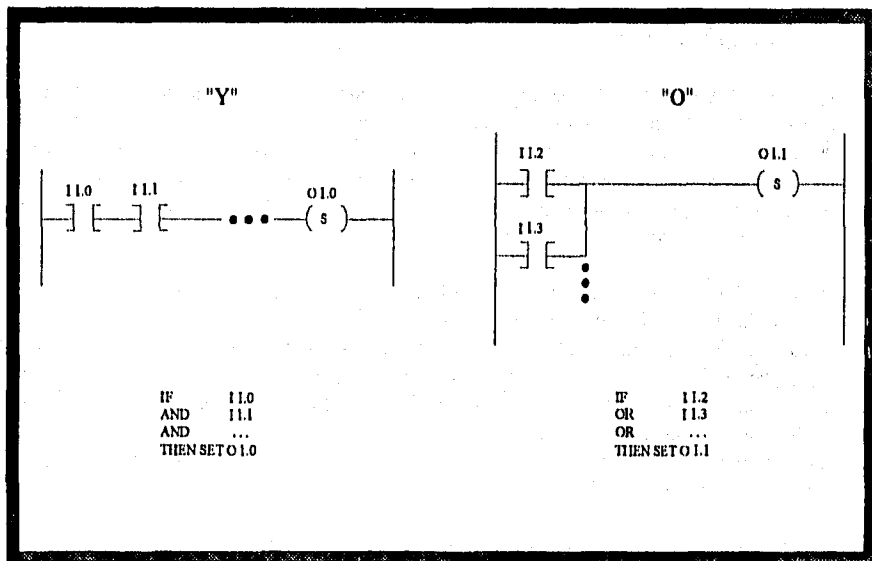 "Y"
I 1.0 I 1.1 O 1.0
S
IF I 1.0
AND I 1.1
AND ...
THEN SET O 1.0
"O"
I 1.2 O 1.1
S
I 1.3
IF I 1.2
OR I 1.3
OR ...
THEN SET O 1.1